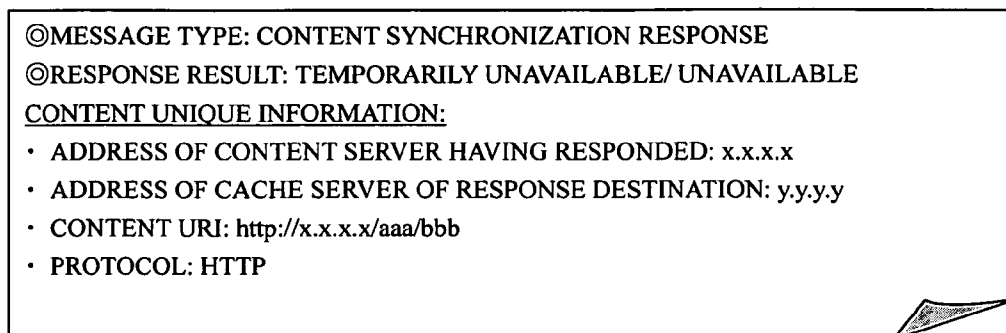 ◎MESSAGE TYPE: CONTENT SYNCHRONIZATION RESPONSE
◎RESPONSE RESULT: TEMPORARILY UNAVAILABLE/ UNAVAILABLE
CONTENT UNIQUE INFORMATION:
・ ADDRESS OF CONTENT SERVER HAVING RESPONDED: x.x.x.x
・ ADDRESS OF CACHE SERVER OF RESPONSE DESTINATION: y.y.y.y
・ CONTENT URI: http://x.x.x.x/aaa/bbb
・ PROTOCOL: HTTP